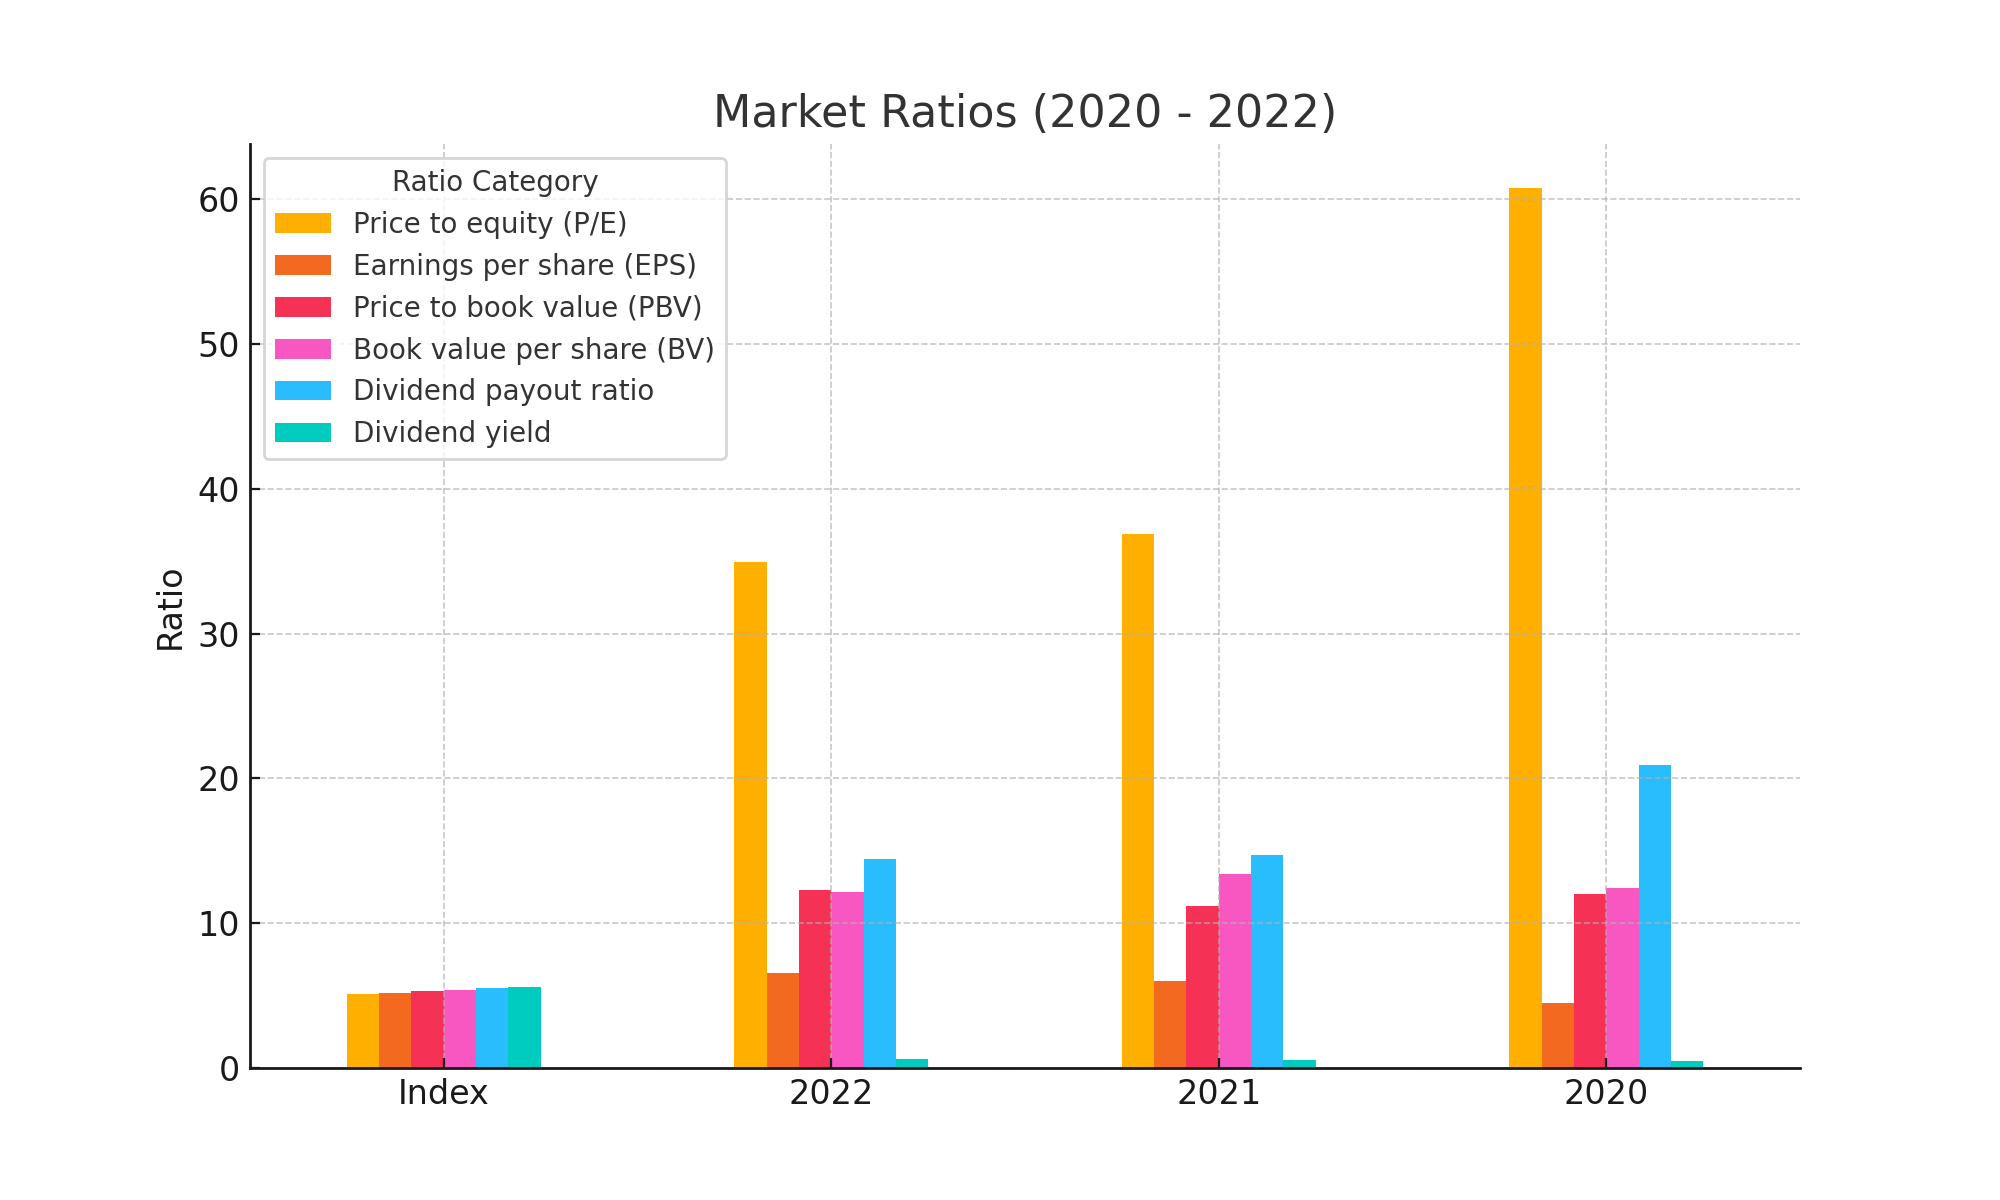 Market Ratios (2020 - 2022)
Ratio Category
Price to equity (P/E)
Earnings per share (EPS)
Price to book value (PBV)
Book value per share (BV)
Dividend payout ratio
Dividend yield
Ratio
60
50
40
30
20
10
0
Index
2022
2021
2020